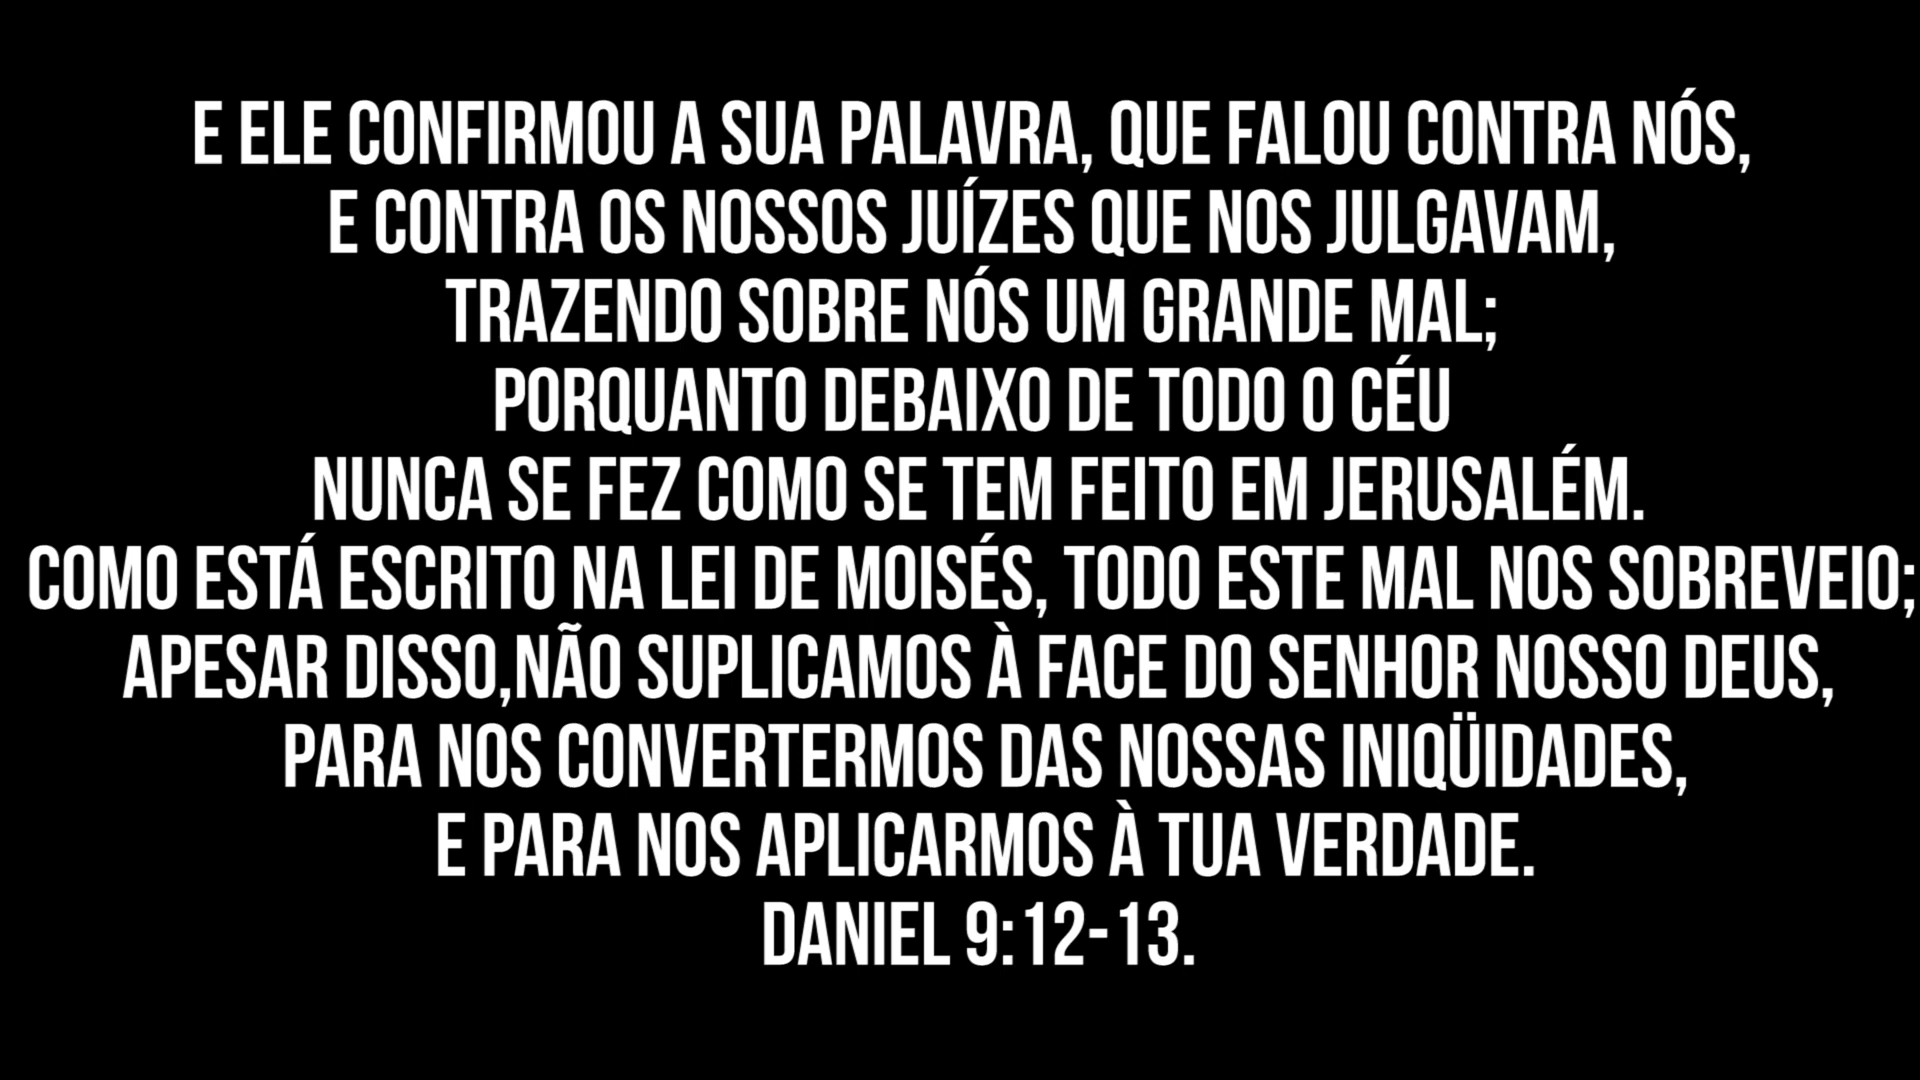 E ELE CONFIRMOU A SUA PALAVRA, QUE FALOU CONTRA NÓS,
E CONTRA OS NOSSOS JUÍZES QUE NOS JULGAVAM,
TRAZENDO SOBRE NÓS UM GRANDE MAL;
PORQUANTO DEBAIXO DE TODO O CÉU
NUNCA SE FEZ COMO SE TEM FEITO EM JERUSALÉM.
COMO ESTÁ ESCRITO NA LEI DE MOISÉS, TODO ESTE MAL NOS SOBREVEIO;
APESAR DISSO,NÃO SUPLICAMOS À FACE DO SENHOR NOSSO DEUS,
PARA NOS CONVERTERMOS DAS NOSSAS INIQÜIDADES,
E PARA NOS APLICARMOS À TUA VERDADE.
DANIEL 9:12-13.